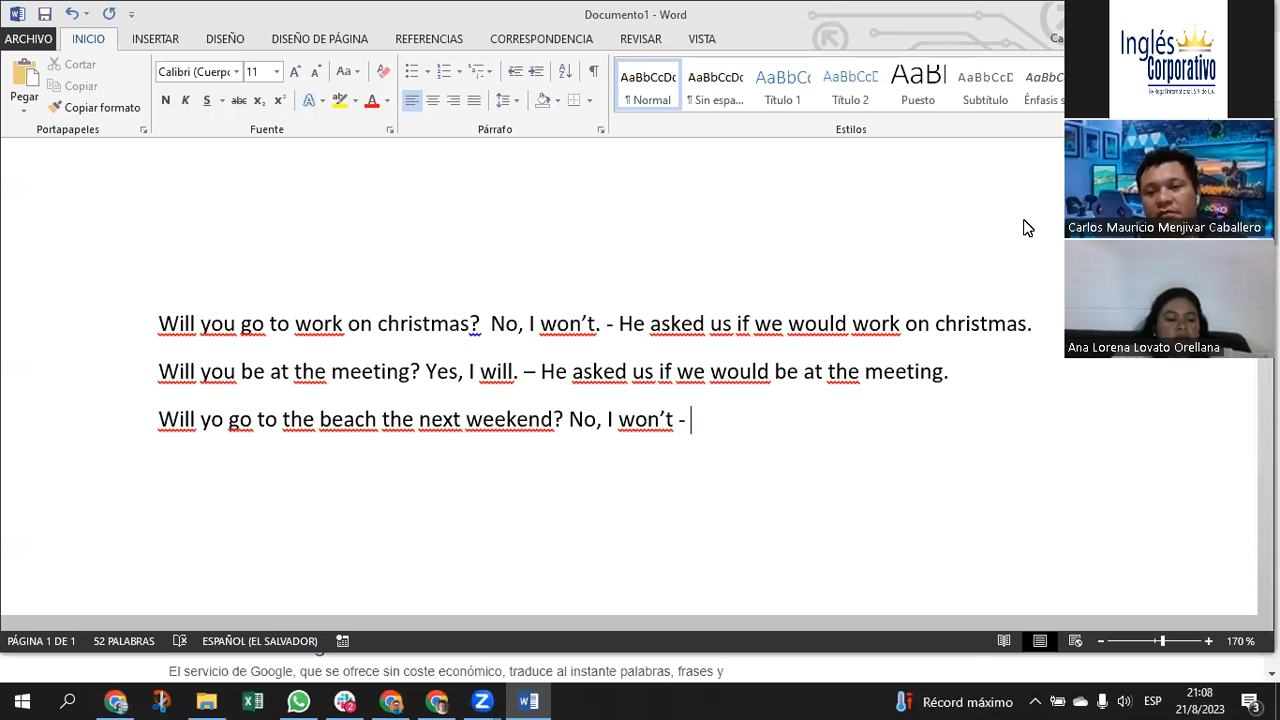 Documento1 - Word
ARCHIVO INICIO INSERTAR DISEÑO DISEÑO DE PÁGINA REFERENCIAS CORRESPONDENCIA REVISAR VISTA Ca
Pegar
Cortar
Copiar
Copiar formato
Portapapeles
Calibri (Cuerpo 11
N K S abc x₂ x²
Fuente
Párrafo
AaBbCcDc AaBbCcDc AaBbCc AaBbCcD AaBl AaBbCcD AaBbCcDc
¶ Normal ¶ Sin espa... Título 1 Título 2 Puesto Subtítulo Énfasis s
Estilos
Inglés
Corporativo
Carlos Mauricio Menjivar Caballero
Ana Lorena Lovato Orellana
Will you go to work on christmas?  No, I won’t. - He asked us if we would work on christmas.
Will you be at the meeting? Yes, I will. – He asked us if we would be at the meeting.
Will yo go to the beach the next weekend? No, I won’t -
PÁGINA 1 DE 1 52 PALABRAS ESPAÑOL (EL SALVADOR) 170 %
El servicio de Google, que se ofrece sin coste económico, traduce al instante palabras, frases y
Récord máximo ESP 21:08
21/8/2023 3